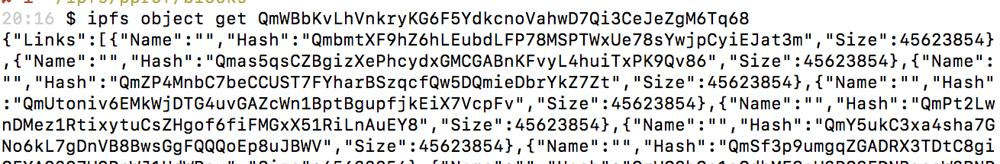 20:16 $ ipfs object get QmWBbKvLhVnkryKG6F5YdkcnoVahwD7Qi3CeJeZgM6Tq68
{"Links":[{"Name":"","Hash":"QmbmtXF9hZ6hLEubdLFP78MSPTWxUe78sYwjpCyiEJat3m","Size":45623854}
,{"Name":"","Hash":"Qmas5qsCZBgizXePhcydxGMCGABnKFvyL4huiTxPK9Qv86","Size":45623854},{"Name":
"","Hash":"QmZP4MnbC7beCCUST7FYharBSzqcfQw5DQmieDbrYkZ7Zt","Size":45623854},{"Name":"","Hash"
:"QmUtoniv6EMkWjDTG4uvGAZcWn1BptBgupfjkEiX7VcpFv","Size":45623854},{"Name":"","Hash":"QmPt2Lw
nDMez1RtixytuCsZHgof6fiFMGxX51RiLnAuEY8","Size":45623854},{"Name":"","Hash":"QmY5ukC3xa4sha7G
No6kL7gDnVB8BwsGgFQQQoEp8uJBWV","Size":45623854},{"Name":"","Hash":"QmSf3p9umgqZGADRX3TDtC8gi